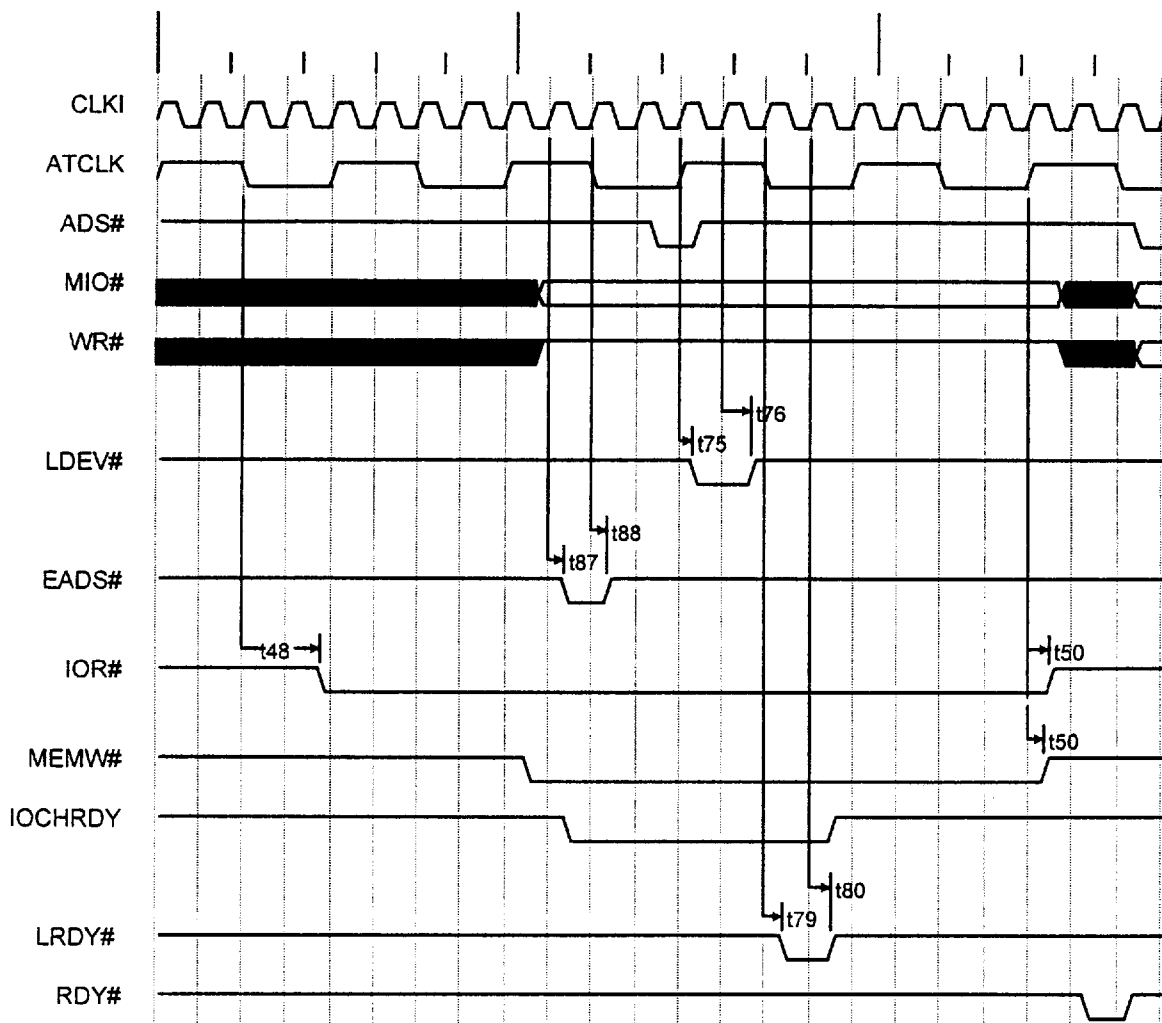 CLKI
ATCLK
ADS#
MIO#
WR#
t76
t75
LDEV#
t88
t87
EADS#
t48
t50
IOR#
t50
MEMW#
IOCHRDY
t80
t79
LRDY#
RDY#